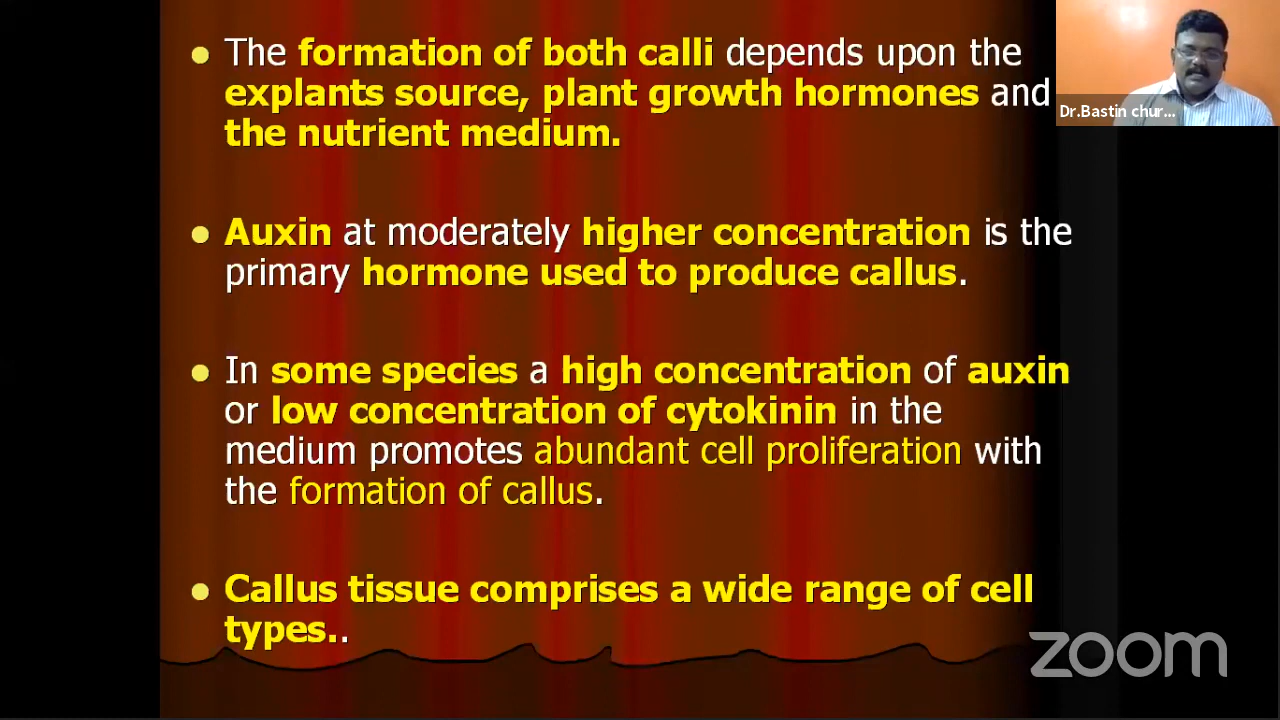 The formation of both calli depends upon the
explants source, plant growth hormones and
the nutrient medium.
Dr.Bastin chur...
Auxin at moderately higher concentration is the
primary hormone used to produce callus.
In some species a high concentration of auxin
or low concentration of cytokinin in the
medium promotes abundant cell proliferation with
the formation of callus.
Callus tissue comprises a wide range of cell
types..
zoom